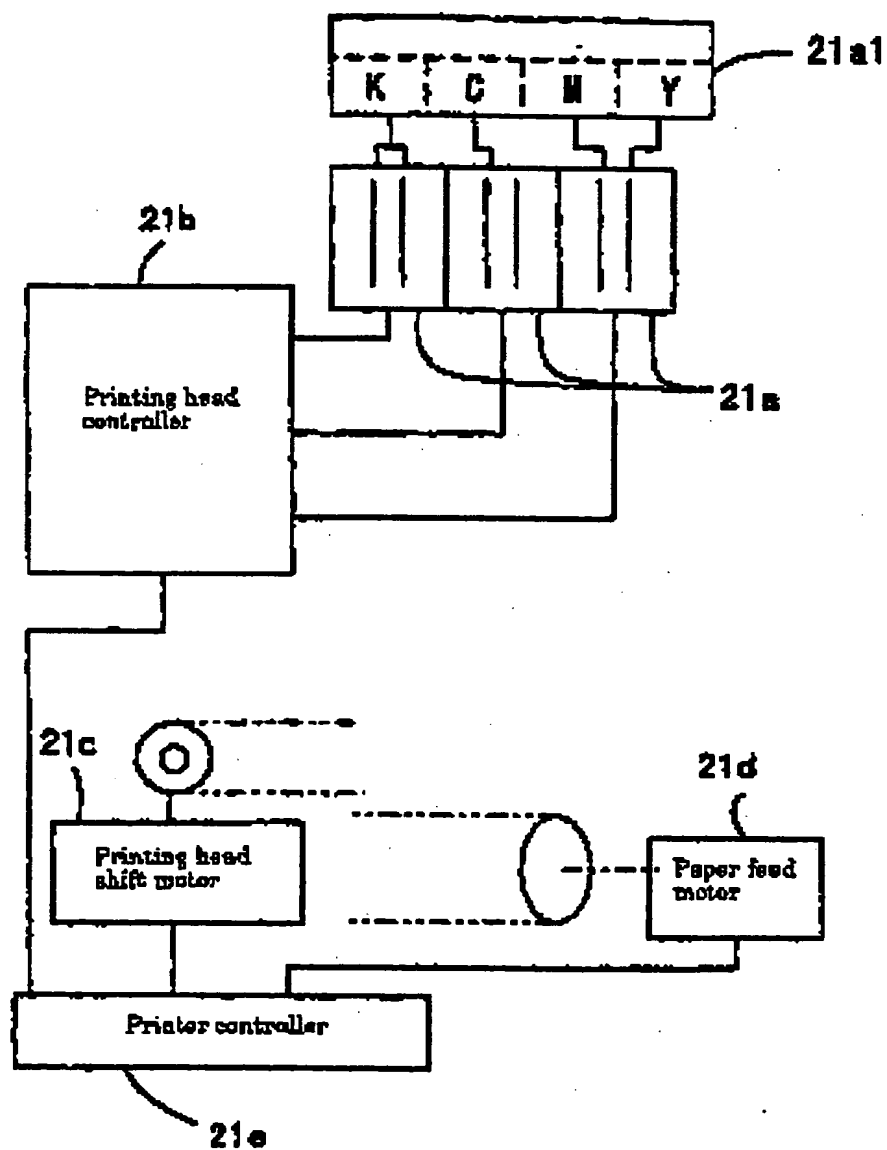 21a1
K C M Y
21b
Printing head
controller
21a
21c
21d
Printing head
shift motor
Paper feed
motor
Printer controller
21e